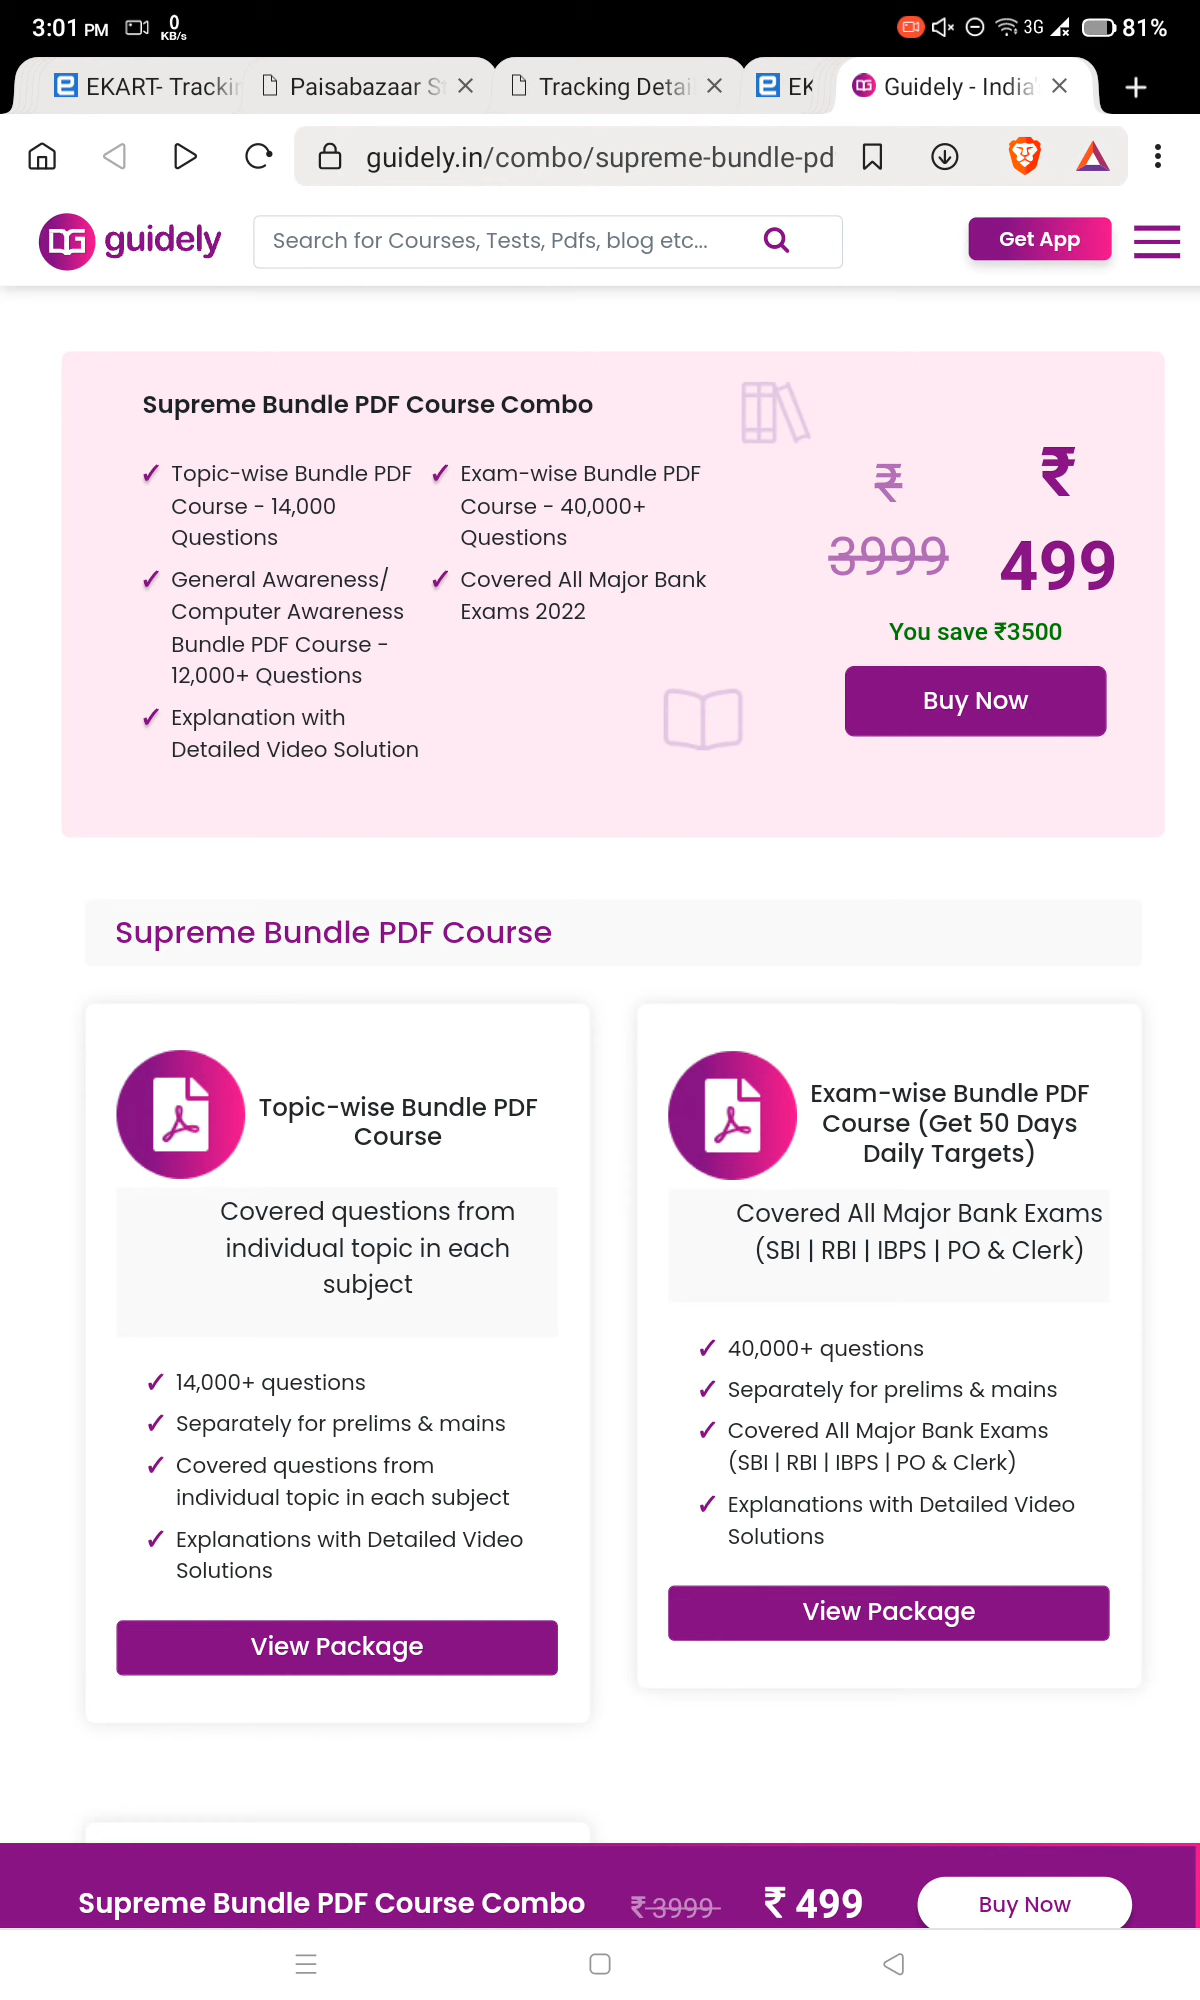 3:01 PM 0 KB/s 3G 81%
EKART- Trackin Paisabazaar S Tracking Detai EK Guidely - India'
guidely.in/combo/supreme-bundle-pd
guidely Search for Courses, Tests, Pdfs, blog etc... Get App
Supreme Bundle PDF Course Combo
✓ Topic-wise Bundle PDF
Course - 14,000
Questions
✓ Exam-wise Bundle PDF
Course - 40,000+
Questions
✓ General Awareness/
Computer Awareness
Bundle PDF Course -
12,000+ Questions
✓ Covered All Major Bank
Exams 2022
✓ Explanation with
Detailed Video Solution
₹
3999
₹
499
You save ₹3500
Buy Now
Supreme Bundle PDF Course
Topic-wise Bundle PDF
Course
Covered questions from
individual topic in each
subject
✓ 14,000+ questions
✓ Separately for prelims & mains
✓ Covered questions from
individual topic in each subject
✓ Explanations with Detailed Video
Solutions
View Package
Exam-wise Bundle PDF
Course (Get 50 Days
Daily Targets)
Covered All Major Bank Exams
(SBI | RBI | IBPS | PO & Clerk)
✓ 40,000+ questions
✓ Separately for prelims & mains
✓ Covered All Major Bank Exams
(SBI | RBI | IBPS | PO & Clerk)
✓ Explanations with Detailed Video
Solutions
View Package
Supreme Bundle PDF Course Combo ₹ 3999 ₹ 499 Buy Now